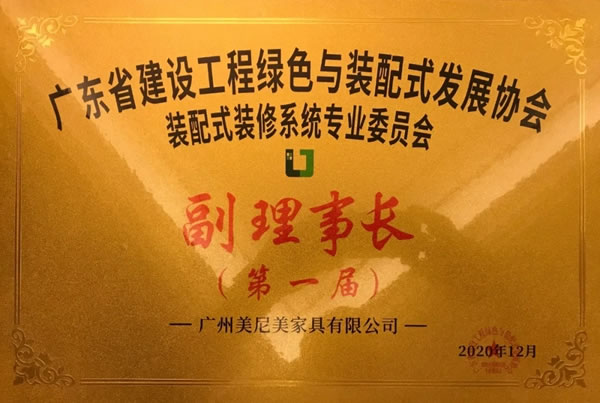 广东省建设工程绿色与装配式发展协会
装配式装修系统专业委员会
副理事长
（第一届）
— 广州美尼美家具有限公司 —
2020年12月